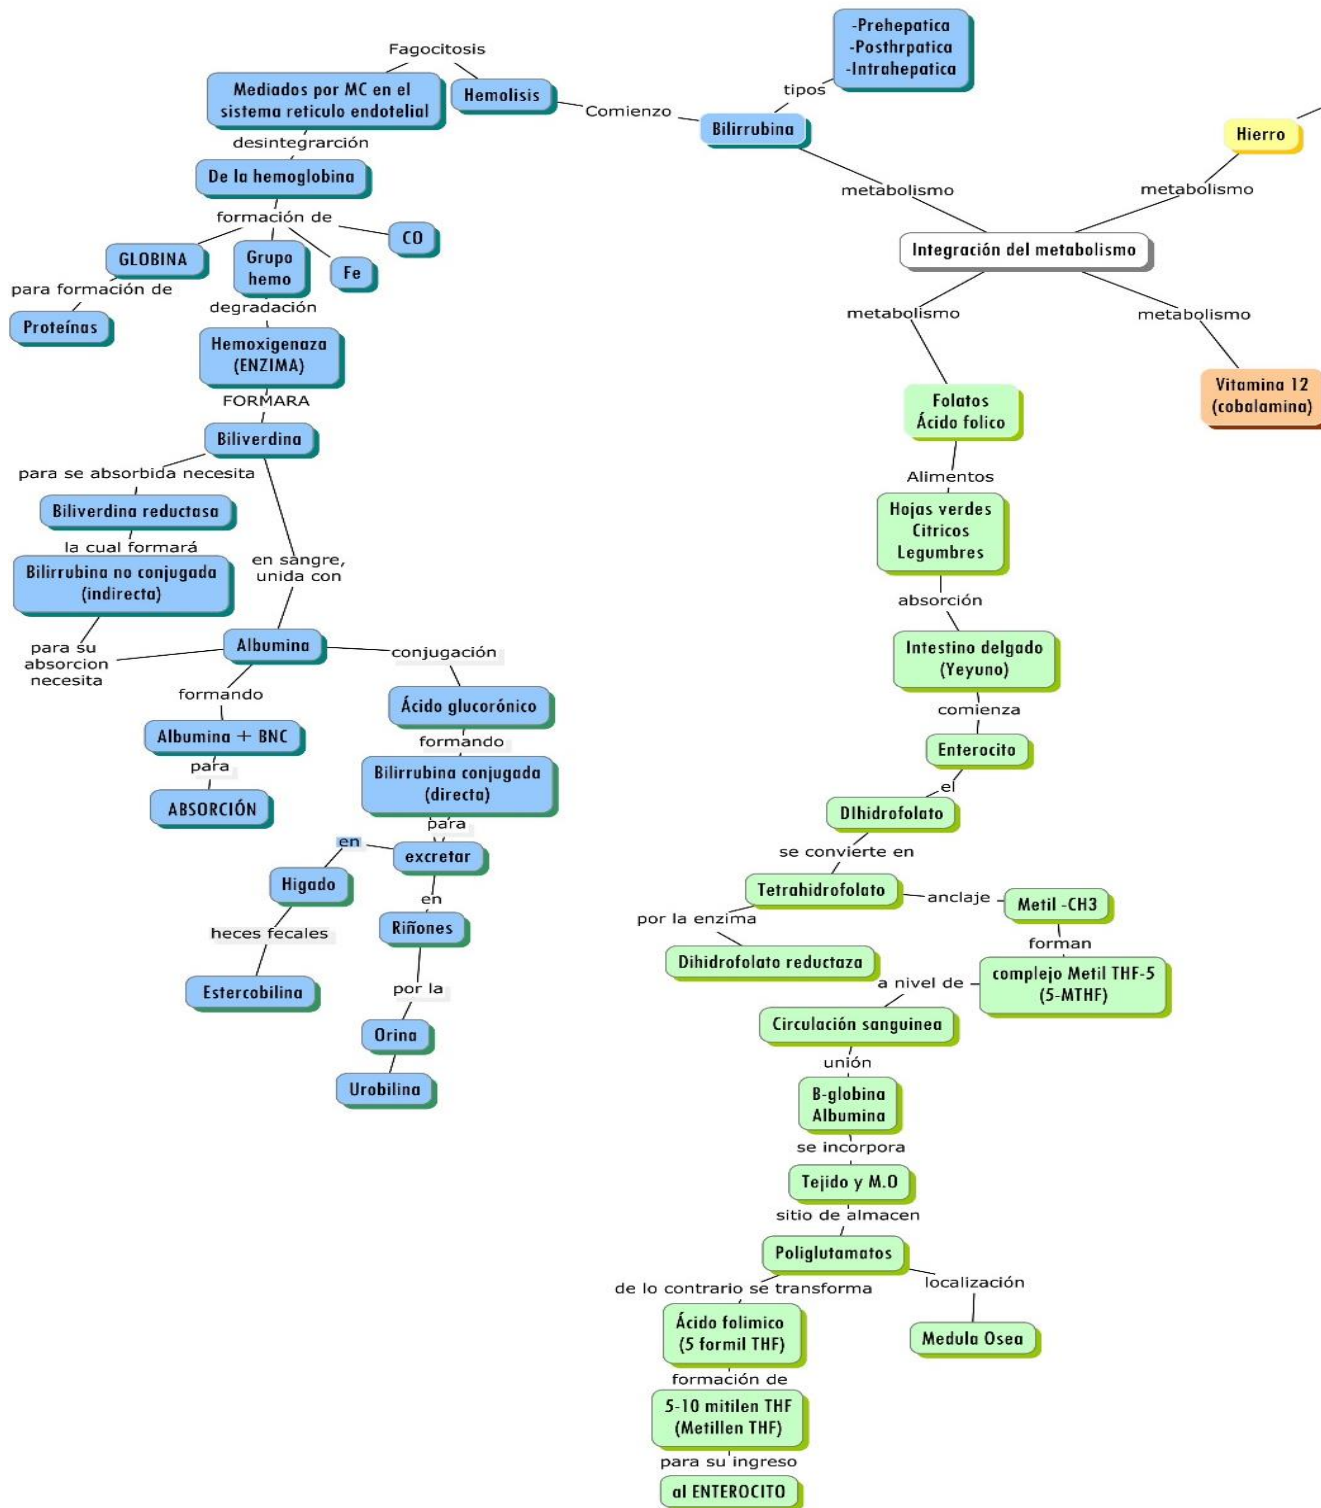 -Prehepatica
-Posthrpatica
-Intrahepatica
Fagocitosis
Mediados por MC en el
sistema reticulo endotelial
Hemolisis
tipos
Comienzo
Bilirrubina
Hierro
desintegrarción
De la hemoglobina
metabolismo
metabolismo
formación de
CO
GLOBINA
Grupo
hemo
Fe
Integración del metabolismo
para formación de
Proteínas
degradación
metabolismo
metabolismo
Hemoxigenaza
(ENZIMA)
FORMARA
Biliverdina
Folatos
Ácido folico
Vitamina 12
(cobalamina)
para se absorbida necesita
Biliverdina reductasa
la cual formará
Bilirrubina no conjugada
(indirecta)
en sangre,
unida con
Alimentos
Hojas verdes
Citricos
Legumbres
absorción
para su
absorcion
necesita
Albumina
conjugación
Intestino delgado
(Yeyuno)
formando
Ácido glucorónico
comienza
Albumina + BNC
formando
Enterocito
para
Bilirrubina conjugada
(directa)
el
ABSORCIÓN
para
DIhidrofolato
en
excretar
se convierte en
Higado
en
Tetrahidrofolato
anclaje
Metil -CH3
heces fecales
Riñones
por la enzima
forman
Dihidrofolato reductaza
complejo Metil THF-5
(5-MTHF)
Estercobilina
por la
a nivel de
Orina
Circulación sanguinea
Urobilina
unión
B-globina
Albumina
se incorpora
Tejido y M.O
sitio de almacen
Poliglutamatos
de lo contrario se transforma
localización
Ácido folimico
(5 formil THF)
Medula Osea
formación de
5-10 mitilen THF
(Metillen THF)
para su ingreso
al ENTEROCITO